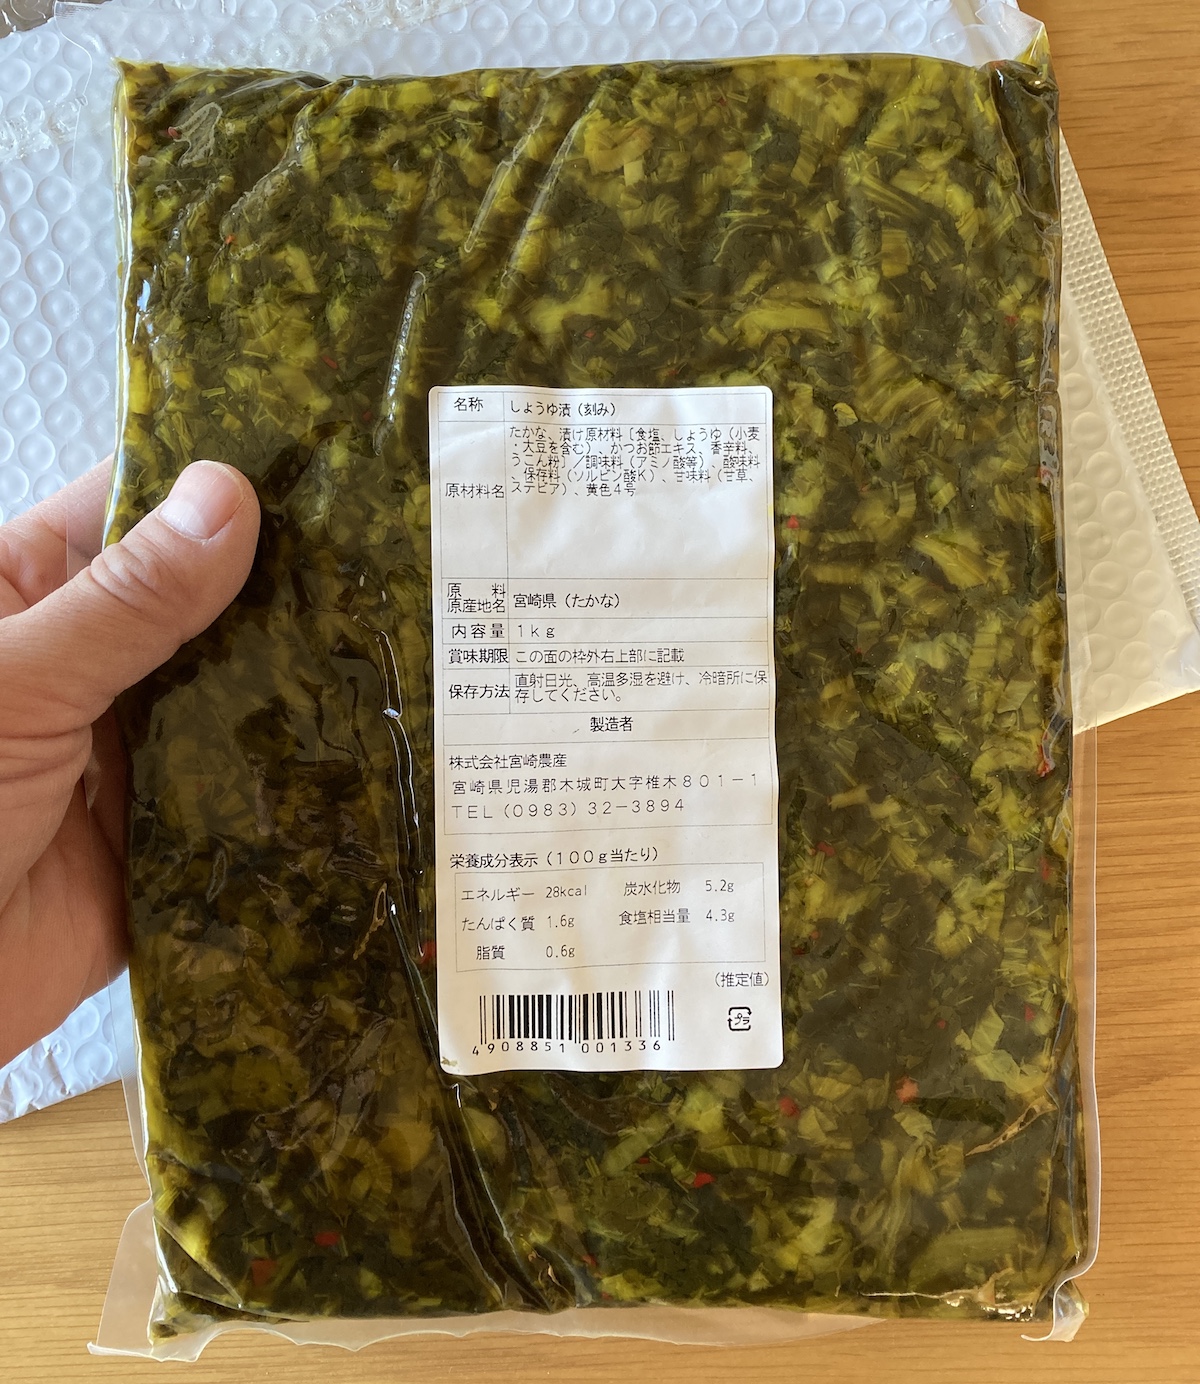 名称 しょうゆ漬（刻み）
原材料名 たかな、漬け原材料〔食塩、しょうゆ（小麦
・大豆を含む）、かつお節エキス、香辛料、
うこん粉〕／調味料（アミノ酸等）、酸味料
、保存料（ソルビン酸K）、甘味料（甘草、
ステビア）、黄色4号
原料
原産地名 宮崎県（たかな）
内容量 1kg
賞味期限 この面の枠外右上部に記載
保存方法 直射日光、高温多湿を避け、冷暗所に保
存してください。
製造者
株式会社宮崎農産
宮崎県児湯郡木城町大字椎木801－1
TEL（0983）32－3894
栄養成分表示（100g当たり）
エネルギー 28kcal 炭水化物 5.2g
たんぱく質 1.6g 食塩相当量 4.3g
脂質 0.6g
（推定値）
プラ
4908851001336